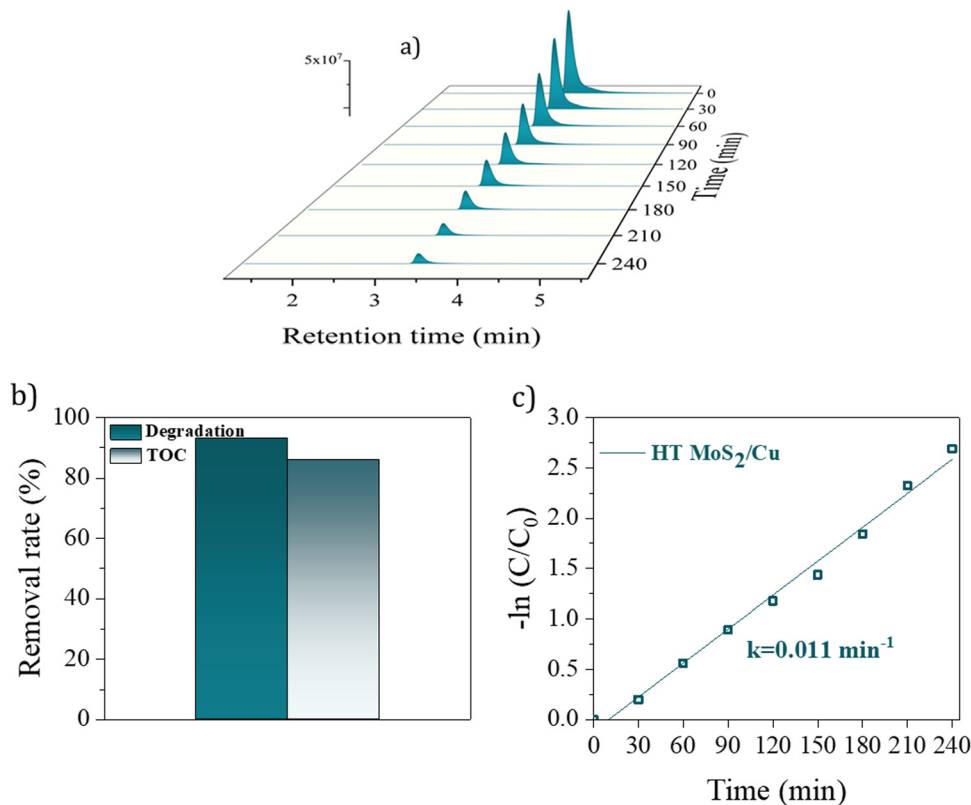 a)
5x10⁷
0
30
60
90
120
150
180
210
240
Time (min)
2 3 4 5
Retention time (min)
b)
100
80
60
40
20
0
Degradation
TOC
Removal rate (%)
c)
3.0
2.5
2.0
1.5
1.0
0.5
0.0
HT MoS₂/Cu
k=0.011 min⁻¹
-ln (C/C₀)
0 30 60 90 120 150 180 210 240
Time (min)